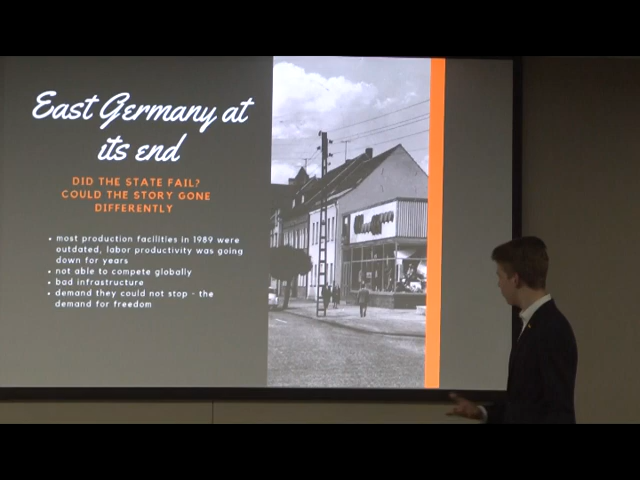 East Germany at
its end
DID THE STATE FAIL?
COULD THE STORY GONE
DIFFERENTLY
• most production facilities in 1989 were
outdated, labor productivity was going
down for years
• not able to compete globally
• bad infrastructure
• demand they could not stop - the
demand for freedom